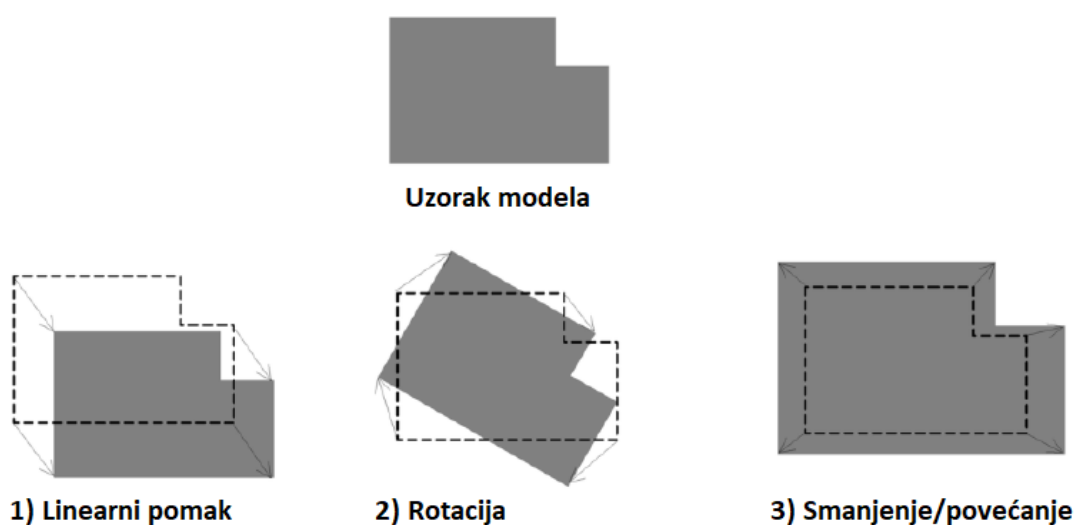 Uzorak modela
1) Linearni pomak
2) Rotacija
3) Smanjenje/povećanje